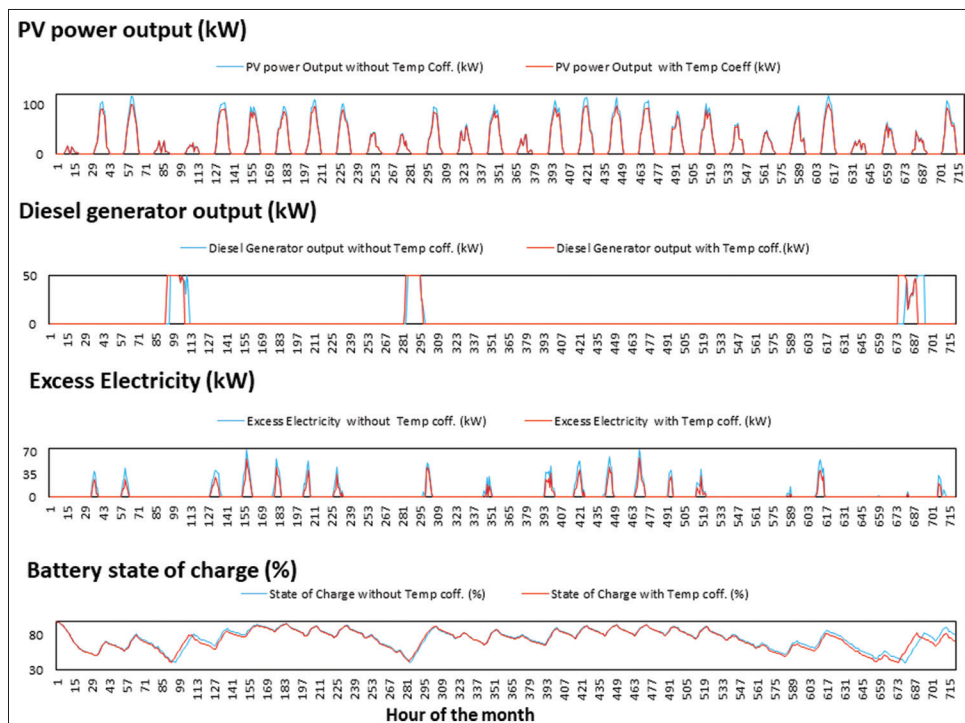 PV power output (kW)
PV power Output without Temp Coff. (kW) PV power Output with Temp Coeff (kW)
100
0
1 15 29 43 57 71 85 99 113 127 141 155 169 183 197 211 225 239 253 267 281 295 309 323 337 351 365 379 393 407 421 435 449 463 477 491 505 519 533 547 561 575 589 603 617 631 645 659 673 687 701 715
Diesel generator output (kW)
Diesel Generator output without Temp coff. (kW) Diesel Generator output with Temp coff.(kW)
50
0
1 15 29 43 57 71 85 99 113 127 141 155 169 183 197 211 225 239 253 267 281 295 309 323 337 351 365 379 393 407 421 435 449 463 477 491 505 519 533 547 561 575 589 603 617 631 645 659 673 687 701 715
Excess Electricity (kW)
Excess Electricity without Temp coff. (kW) Excess Electricity with Temp coff. (kW)
70
35
0
1 15 29 43 57 71 85 99 113 127 141 155 169 183 197 211 225 239 253 267 281 295 309 323 337 351 365 379 393 407 421 435 449 463 477 491 505 519 533 547 561 575 589 603 617 631 645 659 673 687 701 715
Battery state of charge (%)
State of Charge without Temp coff. (%) State of Charge with Temp coff. (%)
80
30
1 15 29 43 57 71 85 99 113 127 141 155 169 183 197 211 225 239 253 267 281 295 309 323 337 351 365 379 393 407 421 435 449 463 477 491 505 519 533 547 561 575 589 603 617 631 645 659 673 687 701 715
Hour of the month